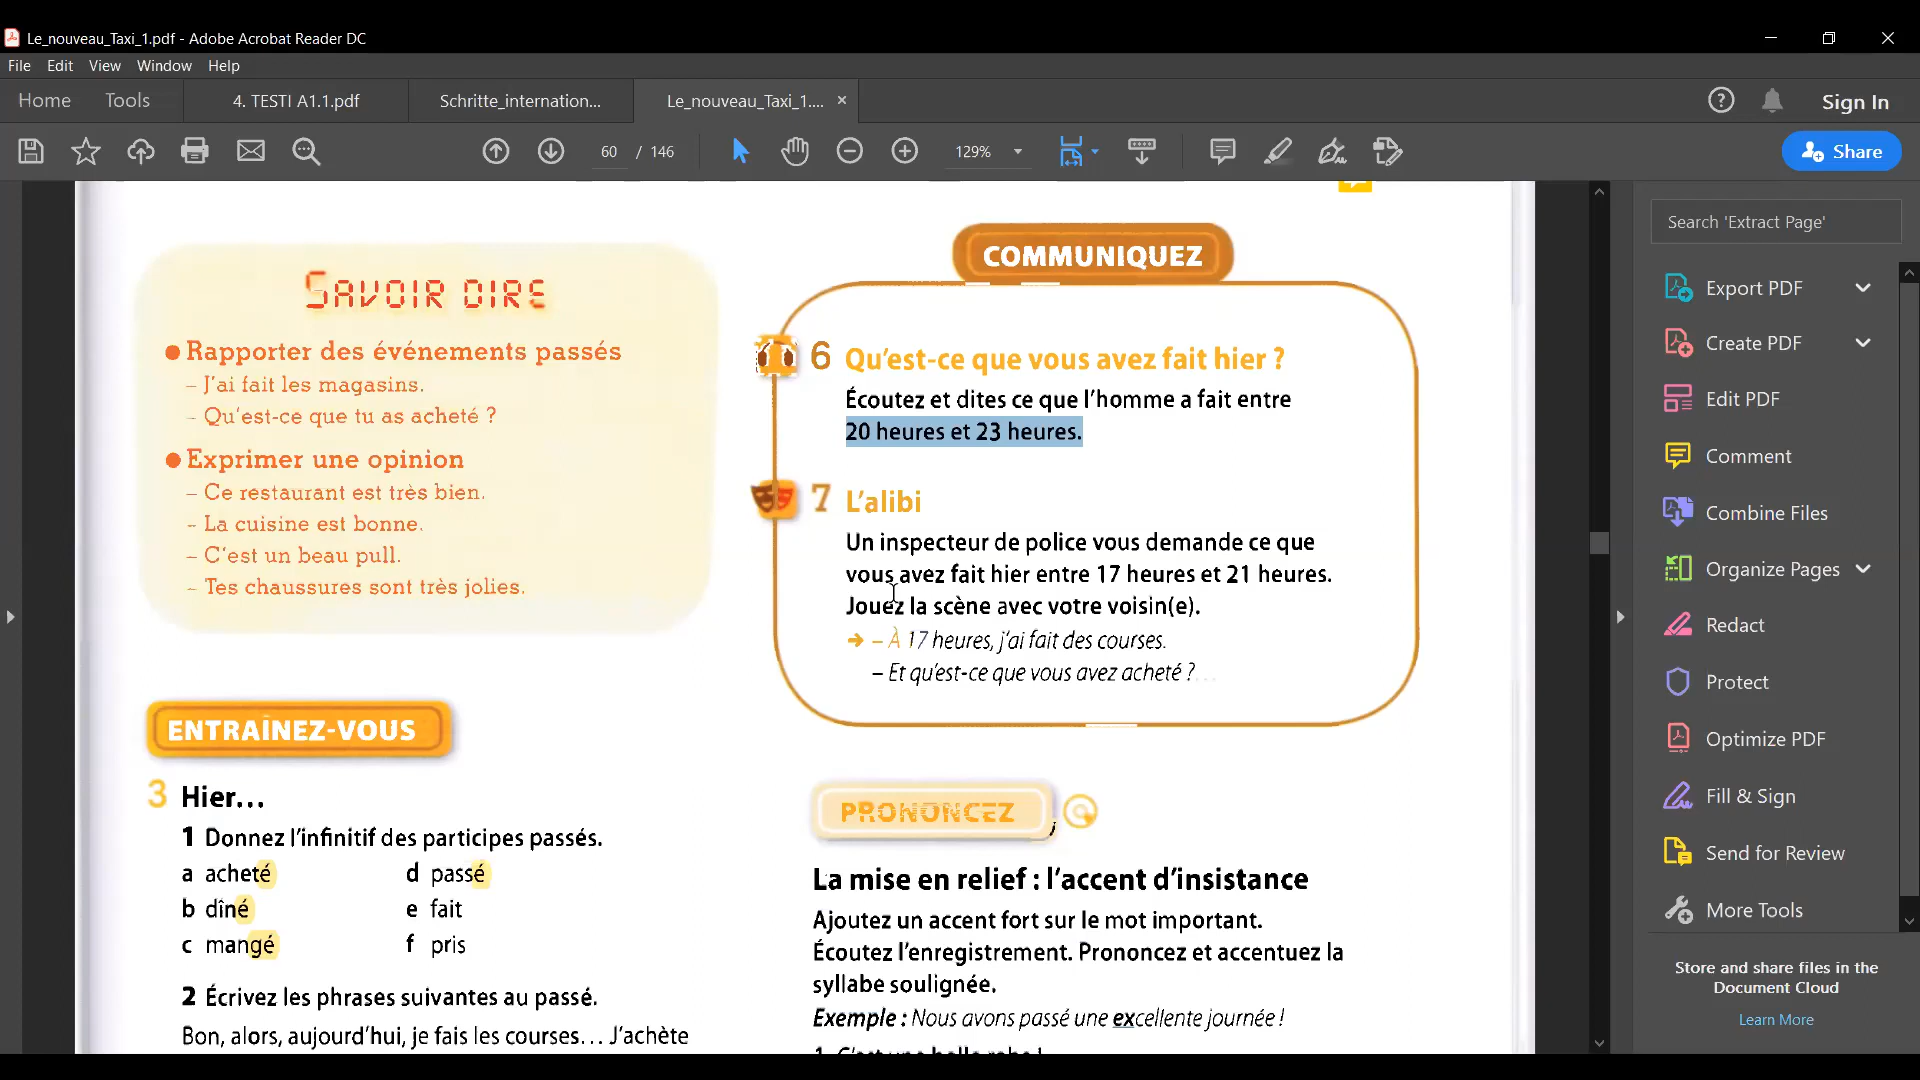 Le_nouveau_Taxi_1.pdf - Adobe Acrobat Reader DC
File Edit View Window Help
Home Tools 4. TESTI A1.1.pdf Schritte_internation... Le_nouveau_Taxi_1.... ×
Sign In
60 / 146 129% Share
SAVOIR DIRE
● Rapporter des événements passés
– J'ai fait les magasins.
– Qu'est-ce que tu as acheté ?
● Exprimer une opinion
– Ce restaurant est très bien.
– La cuisine est bonne.
– C'est un beau pull.
– Tes chaussures sont très jolies.
ENTRAÎNEZ-VOUS
3 Hier...
1 Donnez l'infinitif des participes passés.
a acheté d passé
b dîné e fait
c mangé f pris
2 Écrivez les phrases suivantes au passé.
Bon, alors, aujourd'hui, je fais les courses... J'achète
COMMUNIQUEZ
6 Qu'est-ce que vous avez fait hier ?
Écoutez et dites ce que l'homme a fait entre
20 heures et 23 heures.
7 L'alibi
Un inspecteur de police vous demande ce que
vous avez fait hier entre 17 heures et 21 heures.
Jouez la scène avec votre voisin(e).
➔ – À 17 heures, j'ai fait des courses.
– Et qu'est-ce que vous avez acheté ?...
PRONONCEZ
La mise en relief : l'accent d'insistance
Ajoutez un accent fort sur le mot important.
Écoutez l'enregistrement. Prononcez et accentuez la
syllabe soulignée.
Exemple : Nous avons passé une excellente journée !
1 C'est une belle robe !
Search 'Extract Page'
Export PDF
Create PDF
Edit PDF
Comment
Combine Files
Organize Pages
Redact
Protect
Optimize PDF
Fill & Sign
Send for Review
More Tools
Store and share files in the
Document Cloud
Learn More